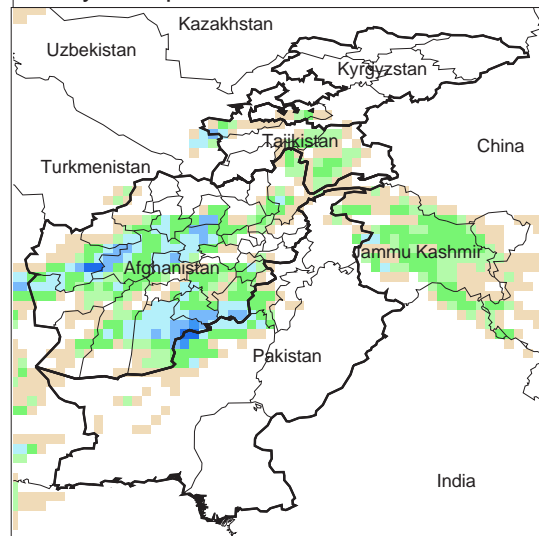 Kazakhstan
Uzbekistan
Kyrgyzstan
Tajikistan
China
Turkmenistan
Jammu Kashmir
Afghanistan
Pakistan
India